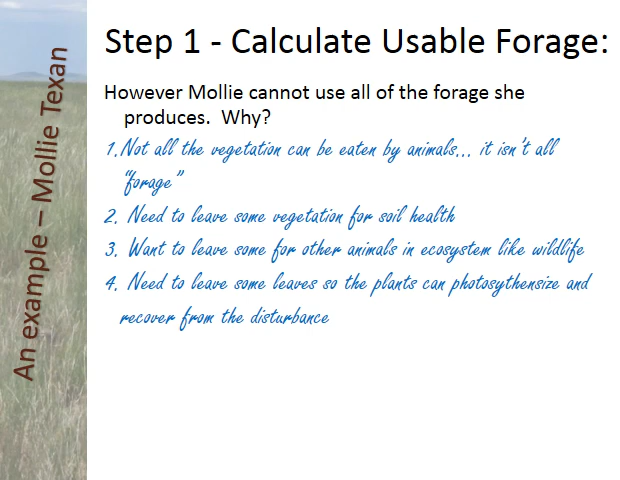 Step 1 - Calculate Usable Forage:
An example – Mollie Texan
However Mollie cannot use all of the forage she
produces. Why?
1. Not all the vegetation can be eaten by animals... it isn't all
"forage"
2. Need to leave some vegetation for soil health
3. Want to leave some for other animals in ecosystem like wildlife
4. Need to leave some leaves so the plants can photosythensize and
recover from the disturbance